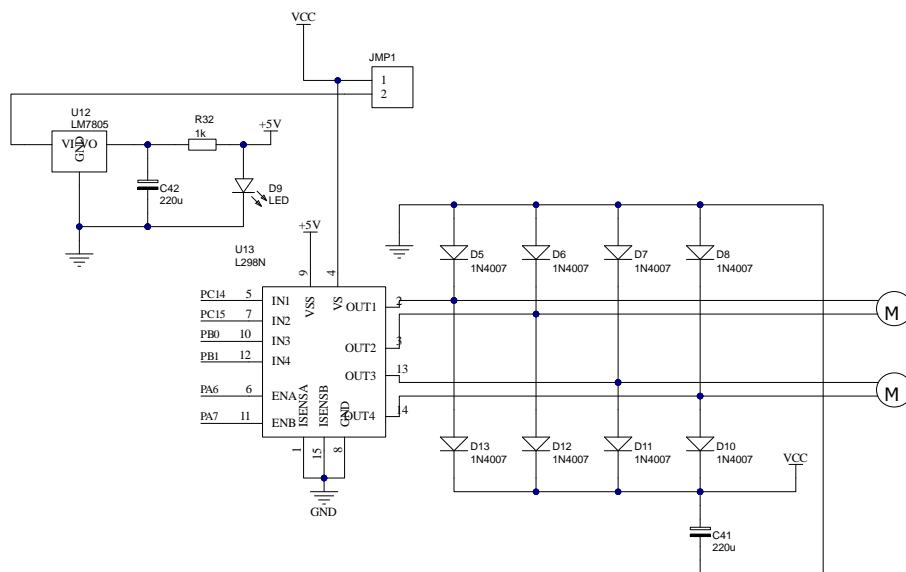 VCC
JMP1
1
2
U12
LM7805
VI VO
GND
R32
1k
+5V
C42
220u
D9
LED
+5V
U13
L298N
9
4
PC14 5 IN1
PC15 7 IN2
PB0 10 IN3
PB1 12 IN4
PA6 6 ENA
PA7 11 ENB
VSS
VS
OUT1 2
OUT2 3
OUT3 13
OUT4 14
ISENSA
ISENSB
GND
1
15
8
GND
D5
1N4007
D6
1N4007
D7
1N4007
D8
1N4007
M
M
D13
1N4007
D12
1N4007
D11
1N4007
D10
1N4007
VCC
C41
220u